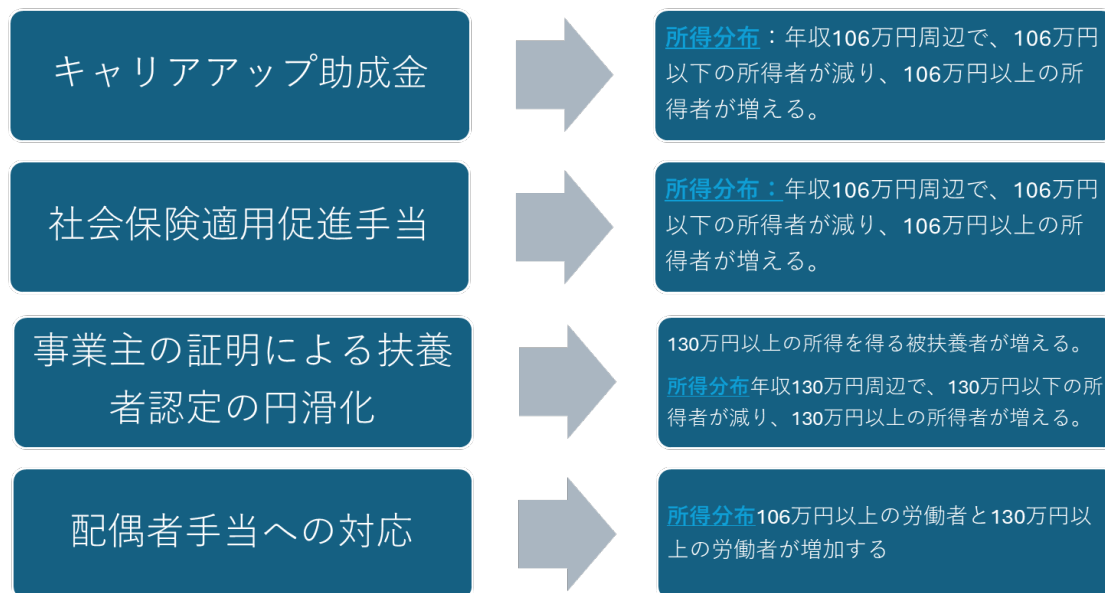 キャリアアップ助成金
所得分布：年収106万円周辺で、106万円
以下の所得者が減り、106万円以上の所
得者が増える。
社会保険適用促進手当
所得分布：年収106万円周辺で、106万円
以下の所得者が減り、106万円以上の所
得者が増える。
事業主の証明による扶養
者認定の円滑化
130万円以上の所得を得る被扶養者が増える。
所得分布年収130万円周辺で、130万円以下の所
得者が減り、130万円以上の所得者が増える。
配偶者手当への対応
所得分布106万円以上の労働者と130万円以
上の労働者が増加する